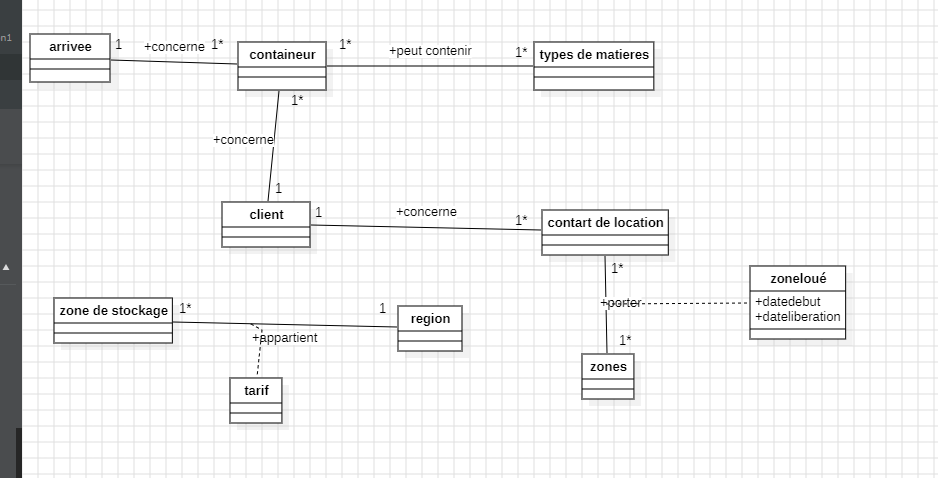 n1
arrivee
1
+concerne
1*
containeur
1*
+peut contenir
1*
types de matieres
1*
+concerne
1
client
1
+concerne
1*
contart de location
1*
+porter
zoneloué
+datedebut
+dateliberation
1*
zones
zone de stockage
1*
1
region
+appartient
tarif